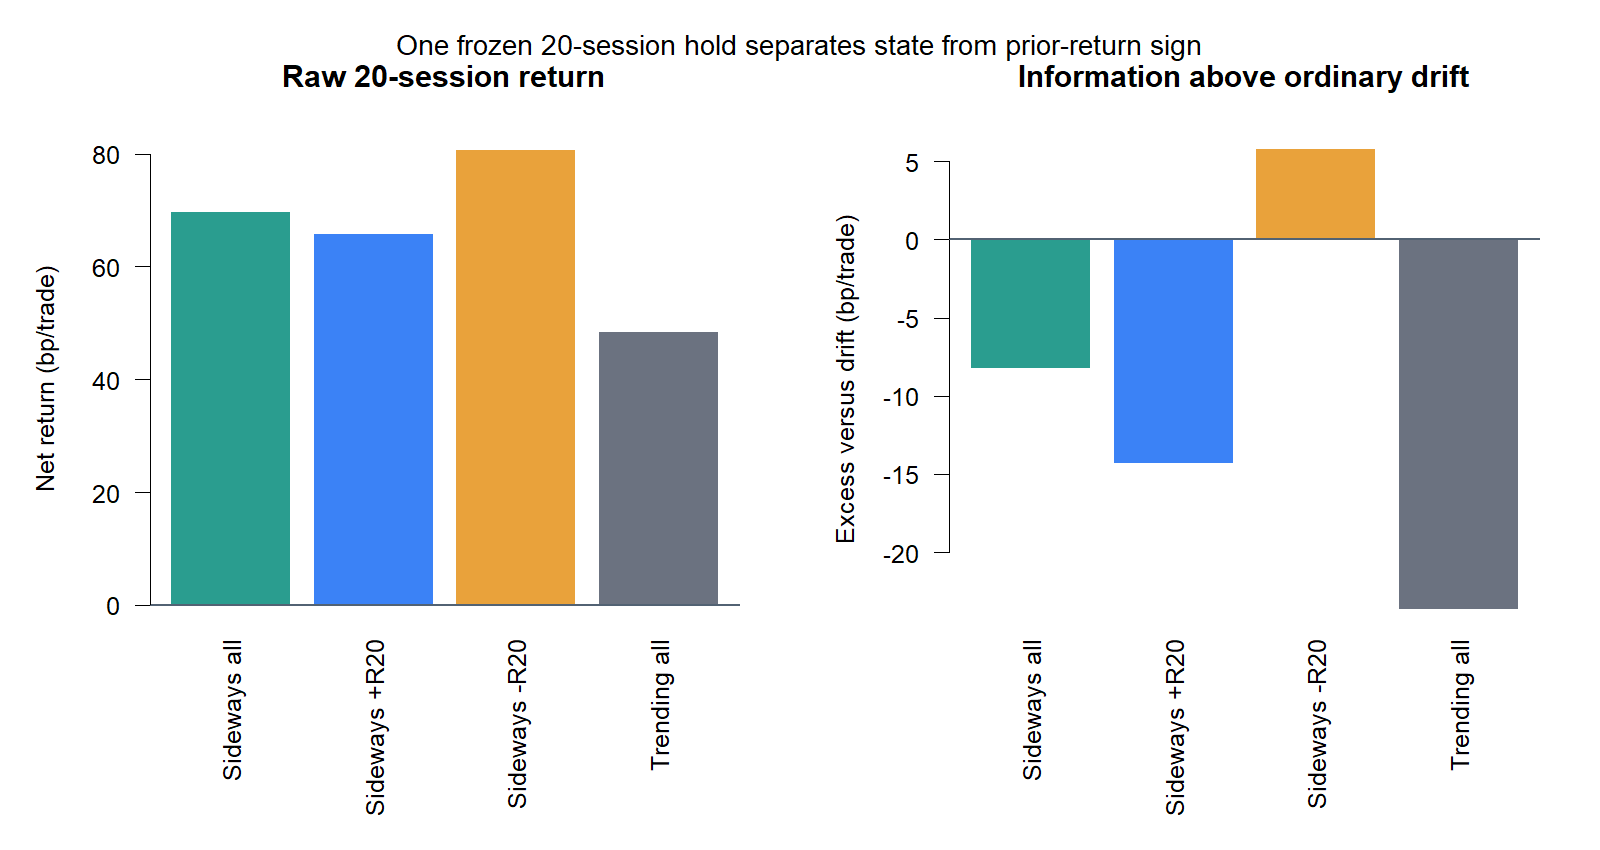 One frozen 20-session hold separates state from prior-return sign
Raw 20-session return
Net return (bp/trade)
80
60
40
20
0
Sideways all
Sideways +R20
Sideways -R20
Trending all
Information above ordinary drift
Excess versus drift (bp/trade)
5
0
-5
-10
-15
-20
Sideways all
Sideways +R20
Sideways -R20
Trending all